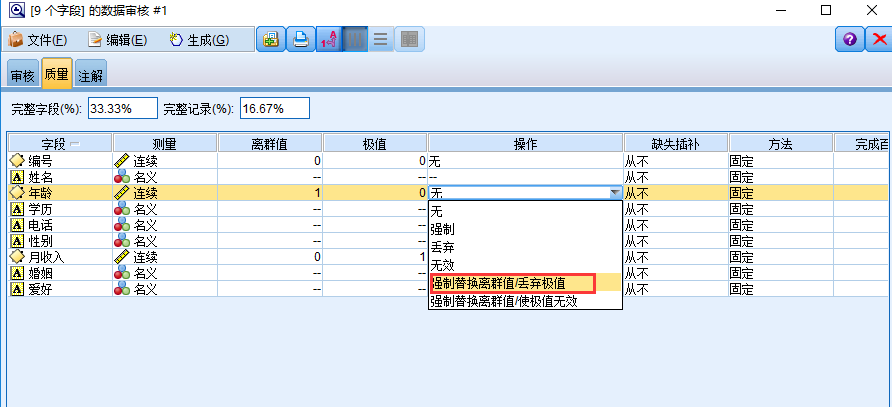 [9 个字段] 的数据审核 #1
文件(F) 编辑(E) 生成(G)
审核 质量 注解
完整字段(%): 33.33% 完整记录(%): 16.67%
字段 测量 离群值 极值 操作 缺失插补 方法 完成百
编号 连续 0 0 无 从不 固定
A 姓名 名义 -- -- -- 从不 固定
年龄 连续 1 0 无 从不 固定
A 学历 名义 -- -- 无 从不 固定
A 电话 名义 -- -- 强制 从不 固定
A 性别 名义 -- -- 丢弃 从不 固定
月收入 连续 0 1 无效 从不 固定
A 婚姻 名义 -- -- 强制替换离群值/丢弃极值 从不 固定
A 爱好 名义 -- -- 强制替换离群值/使极值无效 从不 固定